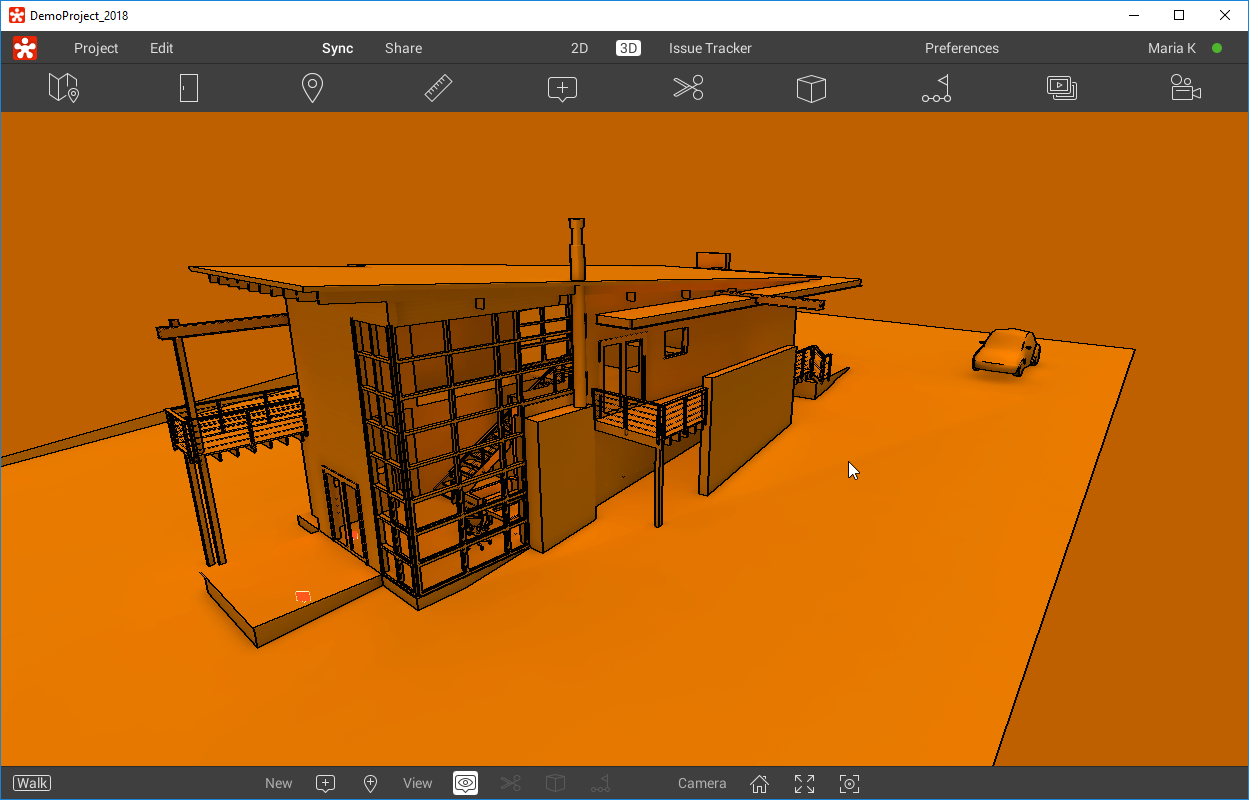 DemoProject_2018
Project Edit Sync Share 2D 3D Issue Tracker Preferences Maria K
Walk New View Camera